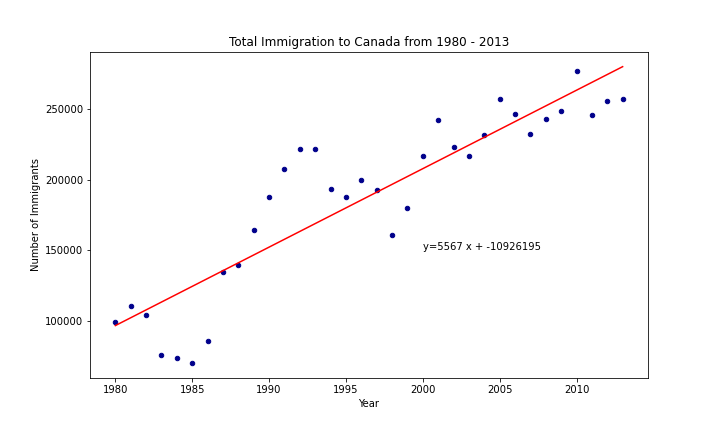 Total Immigration to Canada from 1980 - 2013
Number of Immigrants
250000
200000
150000
100000
y=5567 x + -10926195
1980 1985 1990 1995 2000 2005 2010
Year